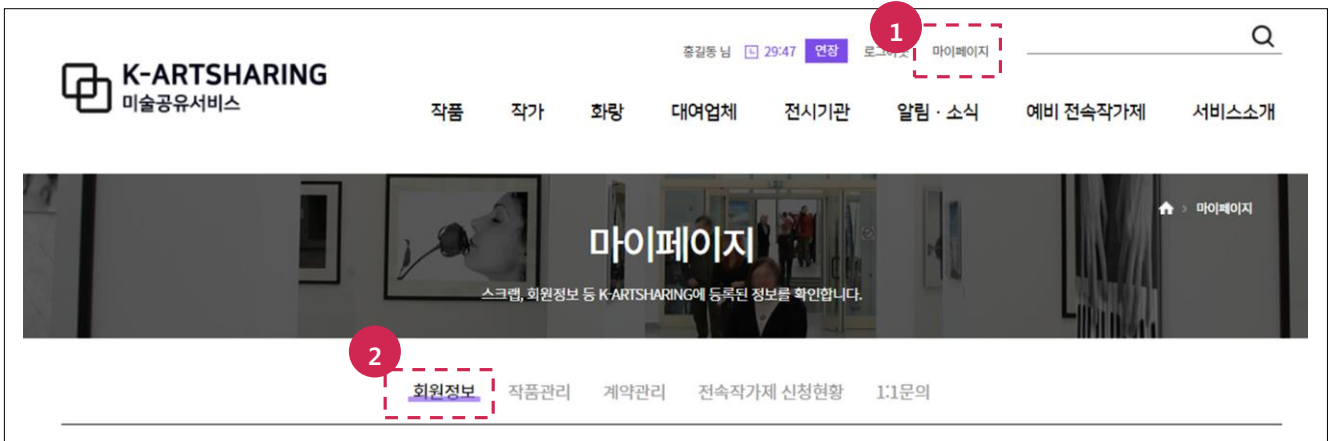 1
홍길동 님 29:47 연장 마이페이지
K-ARTSHARING
미술공유서비스
작품 작가 화랑 대여업체 전시기관 알림 · 소식 예비 전속작가제 서비스소개
마이페이지
마이페이지
스크랩, 회원정보 등 K-ARTSHARING에 등록된 정보를 확인합니다.
2
회원정보 작품관리 계약관리 전속작가제 신청현황 1:1문의